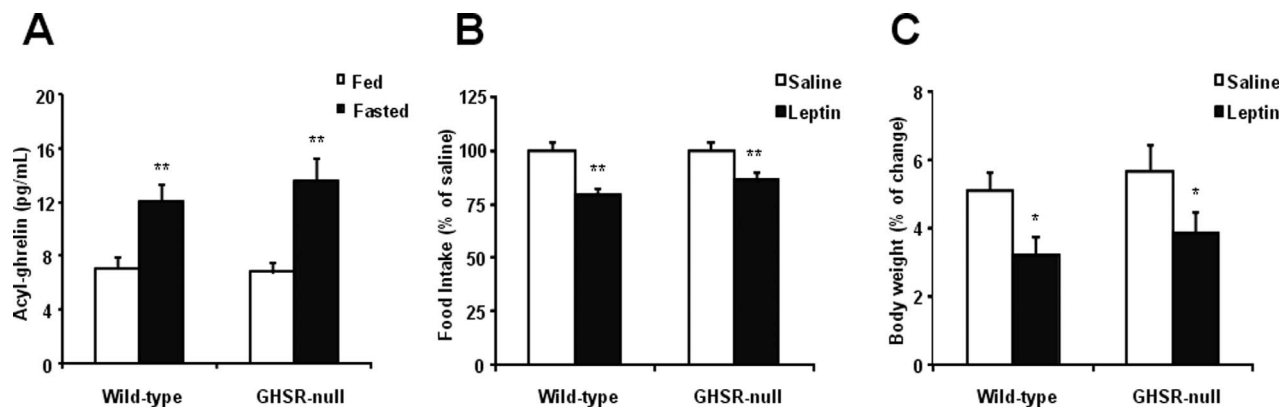 A
Fed
Fasted
Acyl-ghrelin (pg/mL)
20
16
12
8
4
0
**
**
Wild-type
GHSR-null
B
Saline
Leptin
Food Intake (% of saline)
125
100
75
50
25
0
**
**
Wild-type
GHSR-null
C
Saline
Leptin
Body weight (% of change)
8
6
4
2
0
*
*
Wild-type
GHSR-null